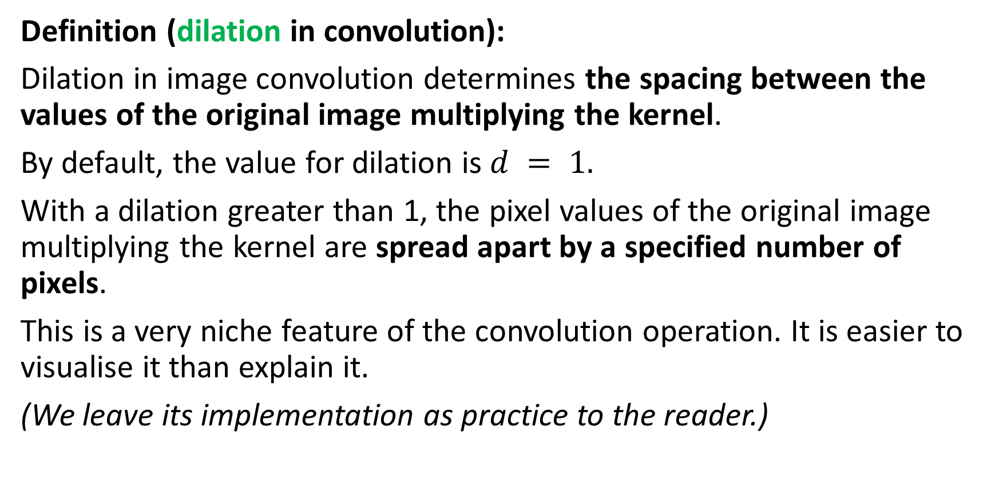 Definition (dilation in convolution):
Dilation in image convolution determines the spacing between the
values of the original image multiplying the kernel.
By default, the value for dilation is d = 1.
With a dilation greater than 1, the pixel values of the original image
multiplying the kernel are spread apart by a specified number of
pixels.
This is a very niche feature of the convolution operation. It is easier to
visualise it than explain it.
(We leave its implementation as practice to the reader.)